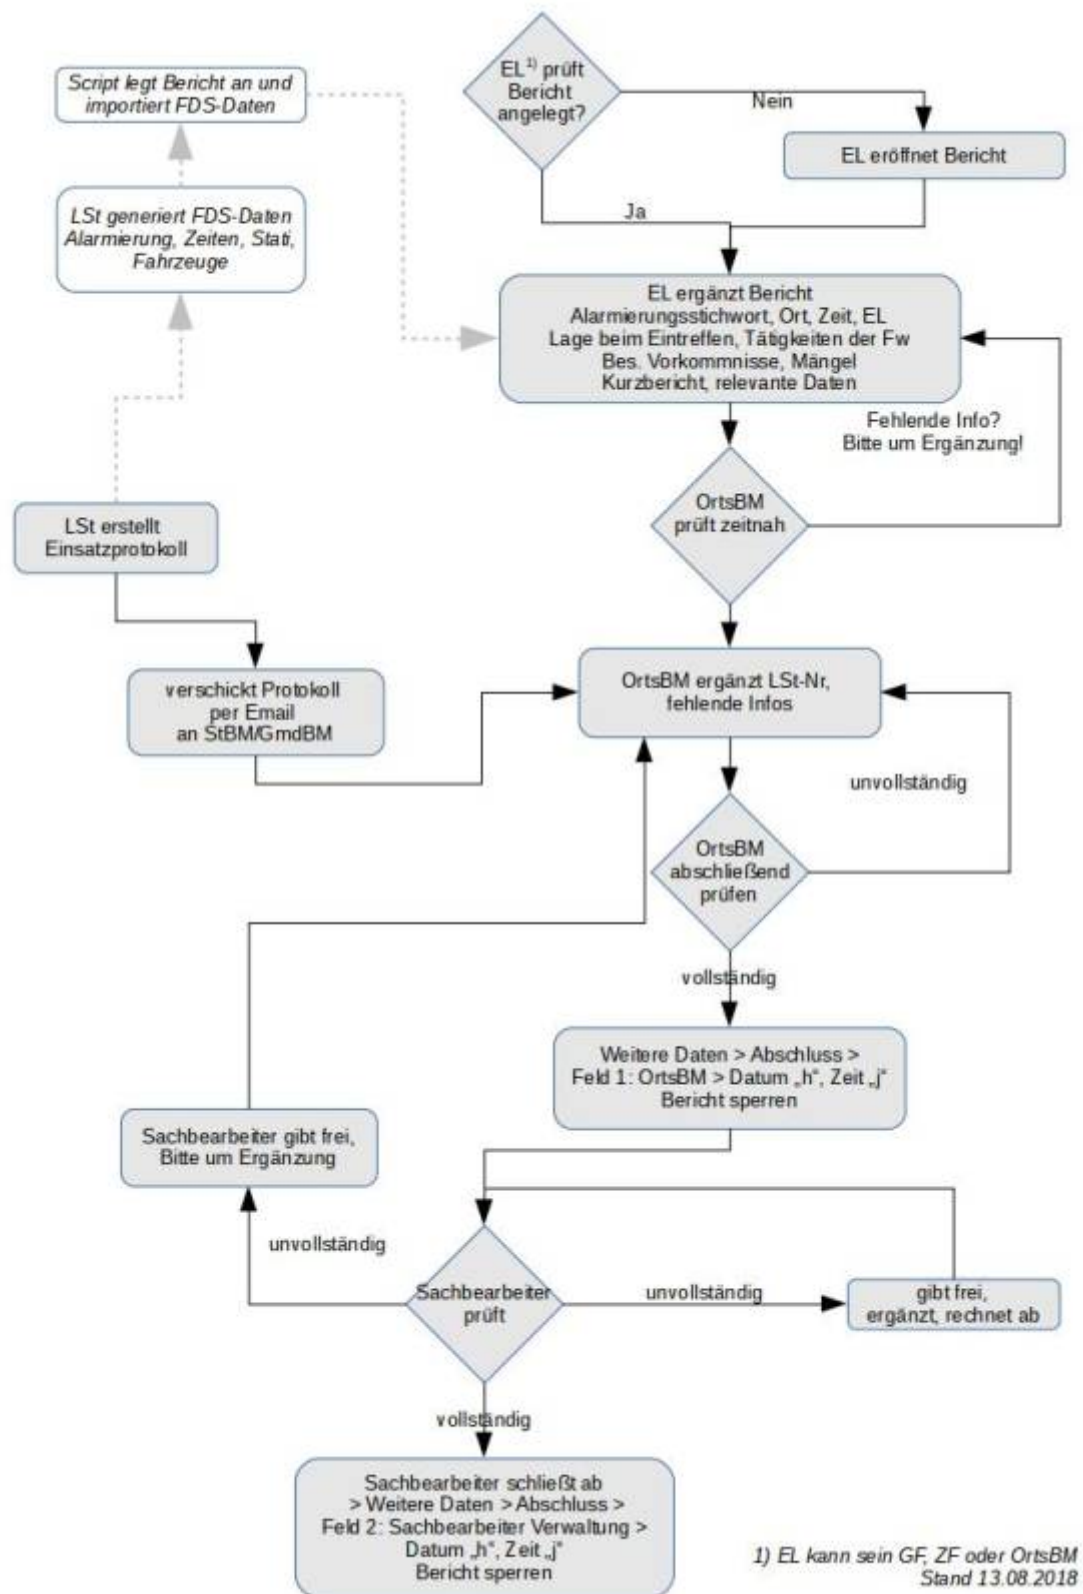 EL1) prüft
Bericht
angelegt?
Nein
EL eröffnet Bericht
Ja
Script legt Bericht an und
importiert FDS-Daten
LSt generiert FDS-Daten
Alarmierung, Zeiten, Stati,
Fahrzeuge
EL ergänzt Bericht
Alarmierungsstichwort, Ort, Zeit, EL
Lage beim Eintreffen, Tätigkeiten der Fw
Bes. Vorkommnisse, Mängel
Kurzbericht, relevante Daten
Fehlende Info?
Bitte um Ergänzung!
OrtsBM
prüft zeitnah
LSt erstellt
Einsatzprotokoll
verschickt Protokoll
per Email
an StBM/GmdBM
OrtsBM ergänzt LSt-Nr,
fehlende Infos
unvollständig
OrtsBM
abschließend
prüfen
vollständig
Weitere Daten > Abschluss >
Feld 1: OrtsBM > Datum „h“, Zeit „j“
Bericht sperren
Sachbearbeiter gibt frei,
Bitte um Ergänzung
unvollständig
Sachbearbeiter
prüft
unvollständig
gibt frei,
ergänzt, rechnet ab
vollständig
Sachbearbeiter schließt ab
> Weitere Daten > Abschluss >
Feld 2: Sachbearbeiter Verwaltung >
Datum „h“, Zeit „j“
Bericht sperren
1) EL kann sein GF, ZF oder OrtsBM
Stand 13.08.2018